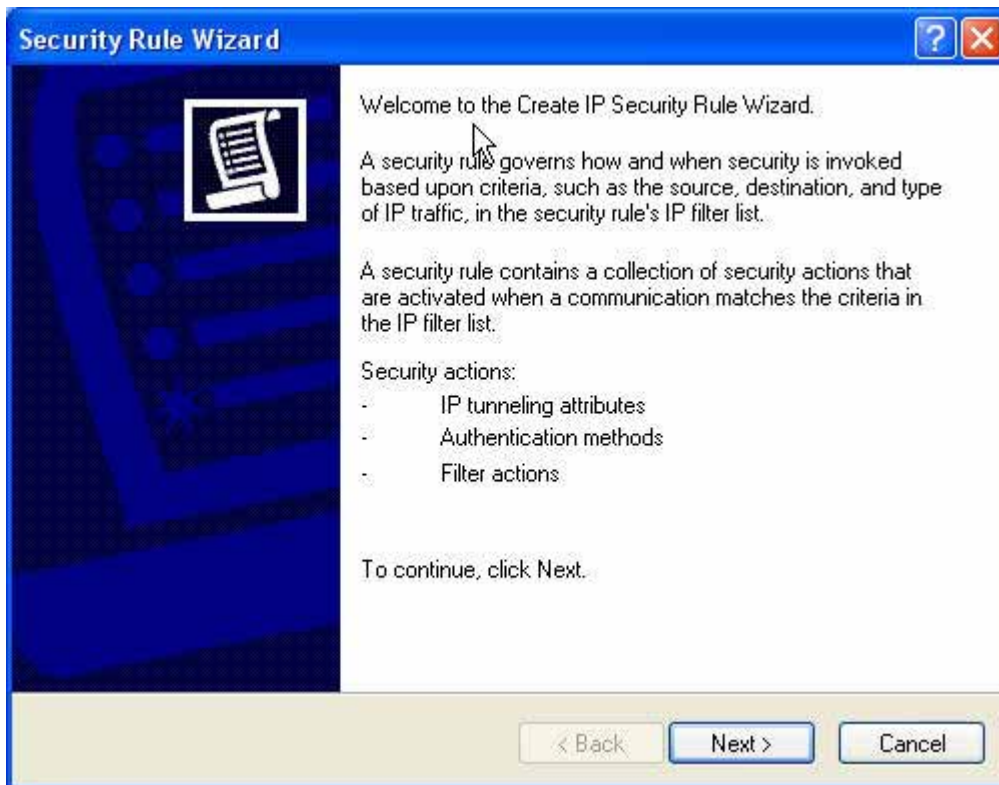 Security Rule Wizard
?
Welcome to the Create IP Security Rule Wizard.
A security rule governs how and when security is invoked
based upon criteria, such as the source, destination, and type
of IP traffic, in the security rule's IP filter list.
A security rule contains a collection of security actions that
are activated when a communication matches the criteria in
the IP filter list.
Security actions:
- IP tunneling attributes
- Authentication methods
- Filter actions
To continue, click Next.
< Back Next > Cancel